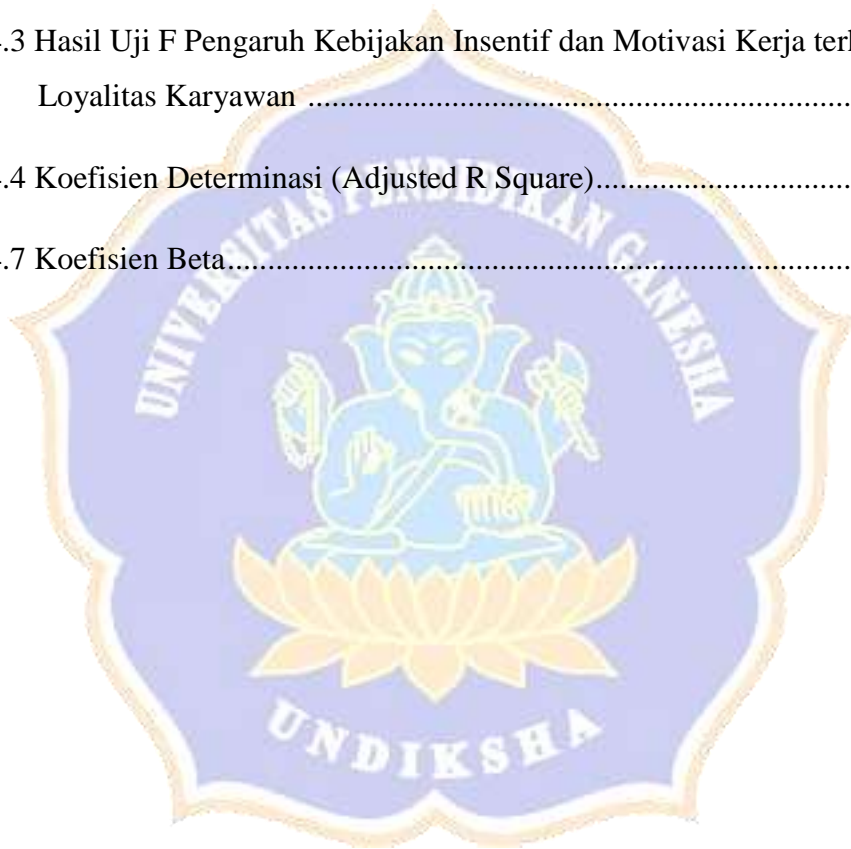 .3 Hasil Uji F Pengaruh Kebijakan Insentif dan Motivasi Kerja
Loyalitas Karyawan ....................................................................
.4 Koefisien Determinasi (Adjusted R Square)................................
.7 Koefisien Beta..............................................................................
UNIVERSITAS PENDIDIKAN GANESHA
UNDIKSHA